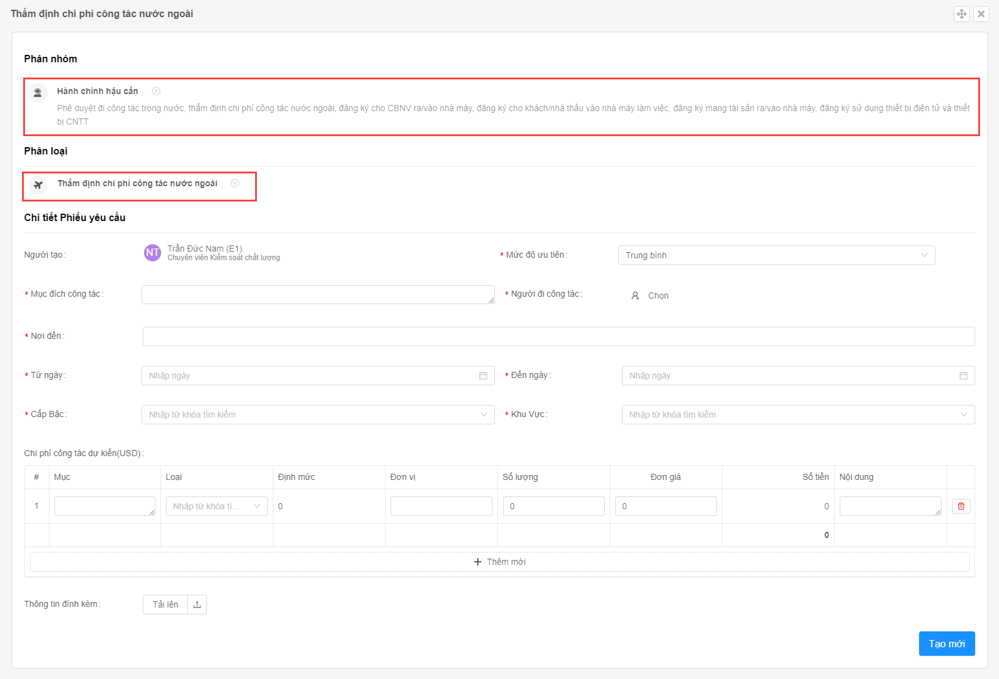 Thẩm định chi phí công tác nước ngoài
Phân nhóm
Hành chính hậu cần
Phê duyệt đi công tác trong nước, thẩm định chi phí công tác nước ngoài, đăng ký cho CBNV ra/vào nhà máy, đăng ký cho khách/nhà thầu vào nhà máy làm việc, đăng ký mang tài sản ra/vào nhà máy, đăng ký sử dụng thiết bị điện tử và thiết
bị CNTT
Phân loại
Thẩm định chi phí công tác nước ngoài
Chi tiết Phiếu yêu cầu
Người tạo:
NT
Trần Đức Nam (E1)
Chuyên viên Kiểm soát chất lượng
* Mức độ ưu tiên:
Trung bình
* Mục đích công tác:
* Người đi công tác:
Chọn
* Nơi đến:
* Từ ngày:
Nhập ngày
* Đến ngày:
Nhập ngày
* Cấp Bậc:
Nhập từ khóa tìm kiếm
* Khu Vực:
Nhập từ khóa tìm kiếm
Chi phí công tác dự kiến(USD):
# Mục Loại Định mức Đơn vị Số lượng Đơn giá Số tiền Nội dung
1 Nhập từ khóa tì... 0 0 0 0
0
+ Thêm mới
Thông tin đính kèm:
Tải lên
Tạo mới